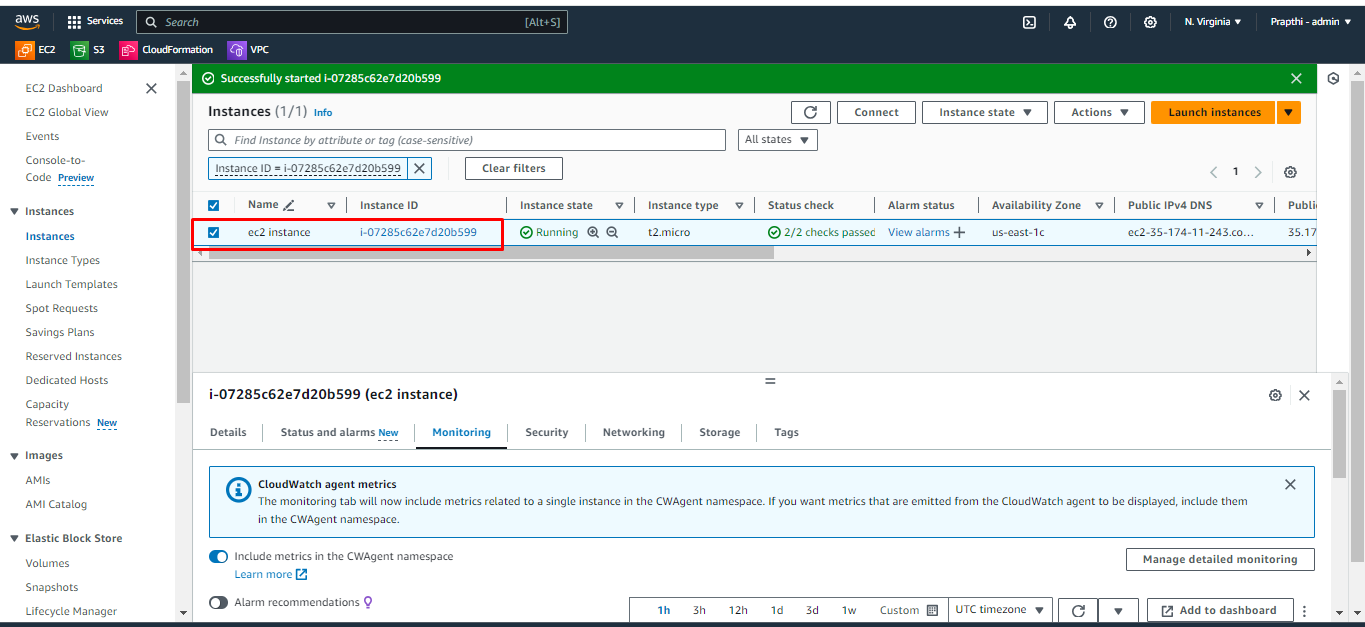 aws Services Search [Alt+S] N. Virginia Prapthi - admin
EC2 S3 CloudFormation VPC
EC2 Dashboard
EC2 Global View
Events
Console-to-
Code Preview
Instances
Instances
Instance Types
Launch Templates
Spot Requests
Savings Plans
Reserved Instances
Dedicated Hosts
Capacity
Reservations New
Images
AMIs
AMI Catalog
Elastic Block Store
Volumes
Snapshots
Lifecycle Manager
Successfully started i-07285c62e7d20b599
Instances (1/1) Info Connect Instance state Actions Launch instances
Find Instance by attribute or tag (case-sensitive) All states
Instance ID = i-07285c62e7d20b599 Clear filters 1
Name Instance ID Instance state Instance type Status check Alarm status Availability Zone Public IPv4 DNS Publi
ec2 instance i-07285c62e7d20b599 Running t2.micro 2/2 checks passed View alarms us-east-1c ec2-35-174-11-243.co... 35.17
i-07285c62e7d20b599 (ec2 instance)
Details Status and alarms New Monitoring Security Networking Storage Tags
CloudWatch agent metrics
The monitoring tab will now include metrics related to a single instance in the CWAgent namespace. If you want metrics that are emitted from the CloudWatch agent to be displayed, include them
in the CWAgent namespace.
Include metrics in the CWAgent namespace Manage detailed monitoring
Learn more
Alarm recommendations 1h 3h 12h 1d 3d 1w Custom UTC timezone Add to dashboard